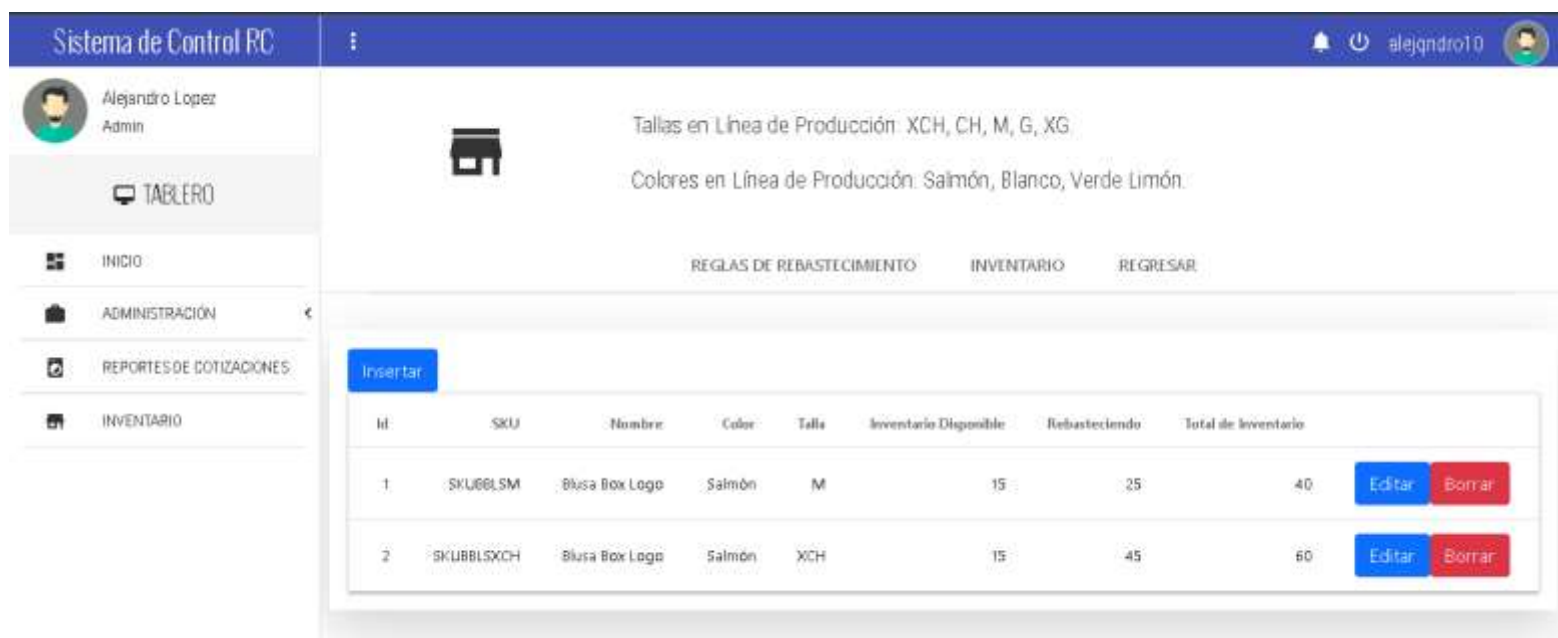 Sistema de Control RC
alejandro10
Alejandro Lopez
Admin
TABLERO
INICIO
ADMINISTRACIÓN
REPORTES DE COTIZACIONES
INVENTARIO
Tallas en Línea de Producción: XCH, CH, M, G, XG.
Colores en Línea de Producción: Salmón, Blanco, Verde Limón.
REGLAS DE REBASTECIMIENTO INVENTARIO REGRESAR
Insertar
Id SKU Nombre Color Talla Inventario Disponible Rebasteciendo Total de Inventario
1 SKUBBLSM Blusa Box Logo Salmón M 15 25 40 Editar Borrar
2 SKUBBLSXCH Blusa Box Logo Salmón XCH 15 45 60 Editar Borrar